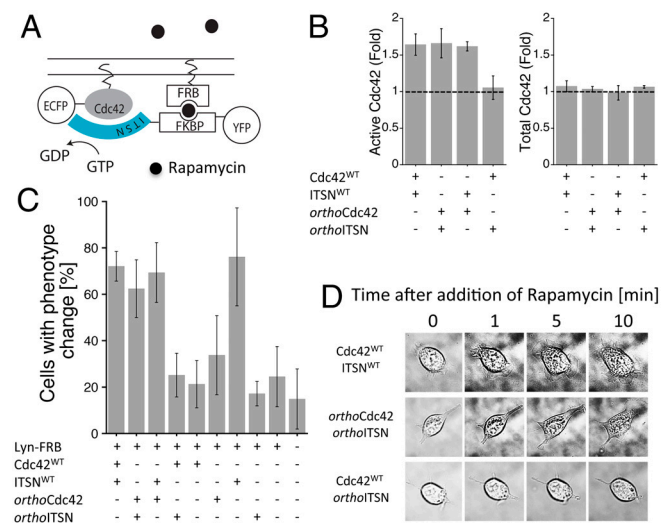 A
FRB
ECFP
Cdc42
ITSN
FKBP
YFP
GDP
GTP
Rapamycin
B
Active Cdc42 (Fold)
2
1.5
1
0.5
0
Total Cdc42 (Fold)
2
1.5
1
0.5
0
Cdc42WT + - - + + - - +
ITSNWT + - + - + - + -
orthoCdc42 - + + - - + + -
orthoITSN - + - + - + - +
C
Cells with phenotype
change [%]
100
80
60
40
20
0
Lyn-FRB + + + + + + + + + -
Cdc42WT + - - + + - - - - -
ITSNWT + - + - - - + - - -
orthoCdc42 - + + - - + - - - -
orthoITSN - + - + - - - + - -
D Time after addition of Rapamycin [min]
0 1 5 10
Cdc42WT
ITSNWT
orthoCdc42
orthoITSN
Cdc42WT
orthoITSN